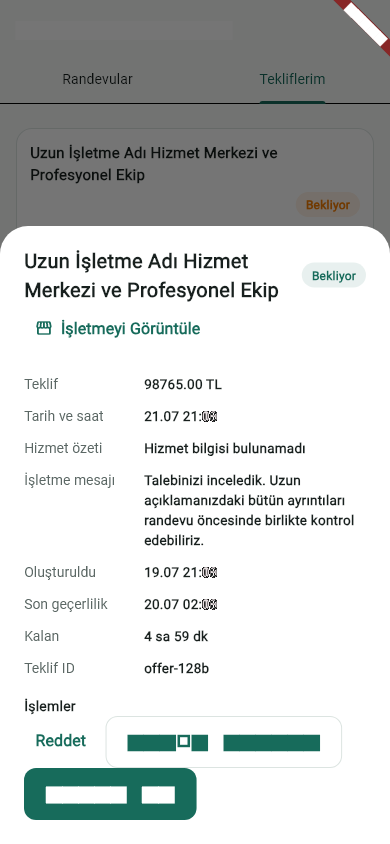 Randevular
Tekliflerim
Uzun İşletme Adı Hizmet Merkezi ve
Profesyonel Ekip
Bekliyor
Uzun İşletme Adı Hizmet
Merkezi ve Profesyonel Ekip
Bekliyor
İşletmeyi Görüntüle
Teklif 98765.00 TL
Tarih ve saat 21.07
Hizmet özeti Hizmet bilgisi bulunamadı
İşletme mesajı Talebinizi inceledik. Uzun
açıklamanızdaki bütün ayrıntıları
randevu öncesinde birlikte kontrol
edebiliriz.
Oluşturuldu 19.07
Son geçerlilik 20.07
Kalan 4 sa 59 dk
Teklif ID offer-128b
İşlemler
Reddet